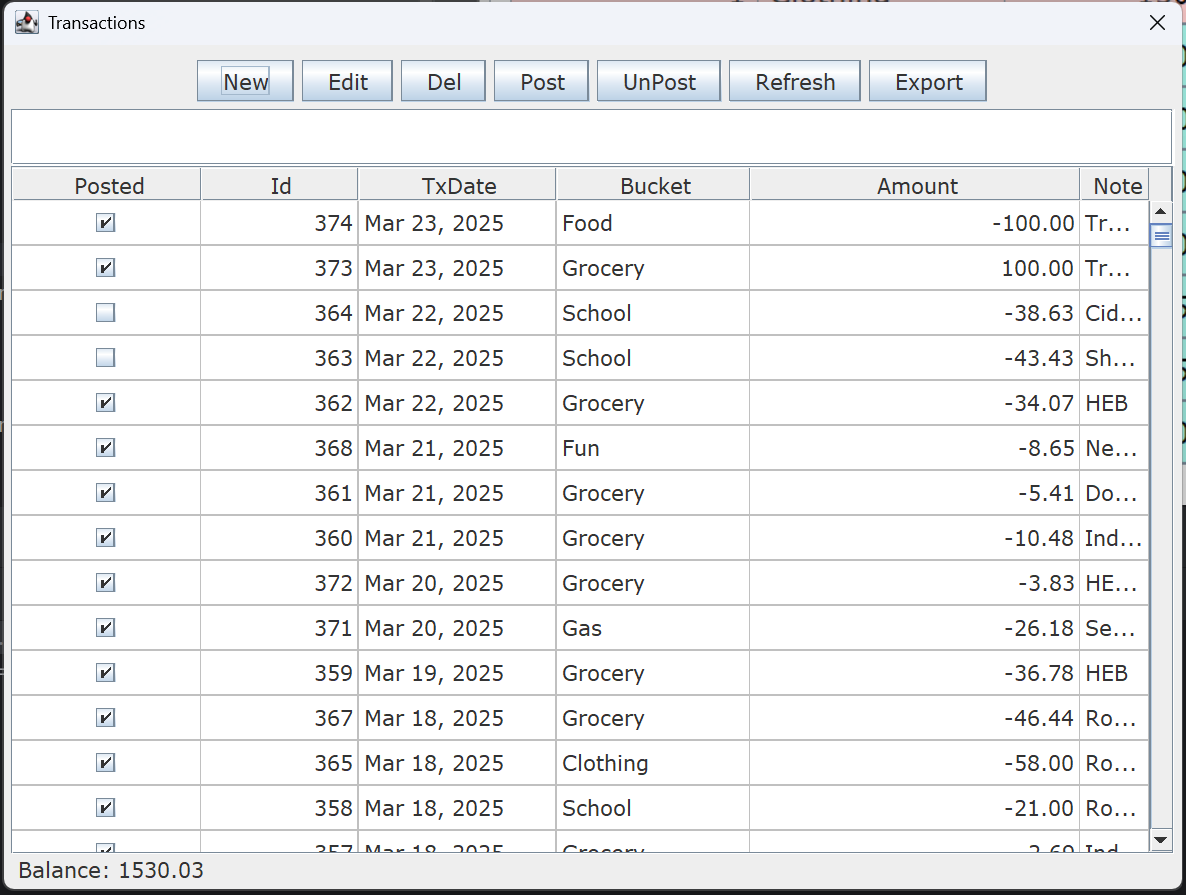 Transactions
New Edit Del Post UnPost Refresh Export
Posted Id TxDate Bucket Amount Note
374 Mar 23, 2025 Food -100.00 Tr...
373 Mar 23, 2025 Grocery 100.00 Tr...
364 Mar 22, 2025 School -38.63 Cid...
363 Mar 22, 2025 School -43.43 Sh...
362 Mar 22, 2025 Grocery -34.07 HEB
368 Mar 21, 2025 Fun -8.65 Ne...
361 Mar 21, 2025 Grocery -5.41 Do...
360 Mar 21, 2025 Grocery -10.48 Ind...
372 Mar 20, 2025 Grocery -3.83 HE...
371 Mar 20, 2025 Gas -26.18 Se...
359 Mar 19, 2025 Grocery -36.78 HEB
367 Mar 18, 2025 Grocery -46.44 Ro...
365 Mar 18, 2025 Clothing -58.00 Ro...
358 Mar 18, 2025 School -21.00 Ro...
357 Mar 18, 2025 Grocery
Balance: 1530.03